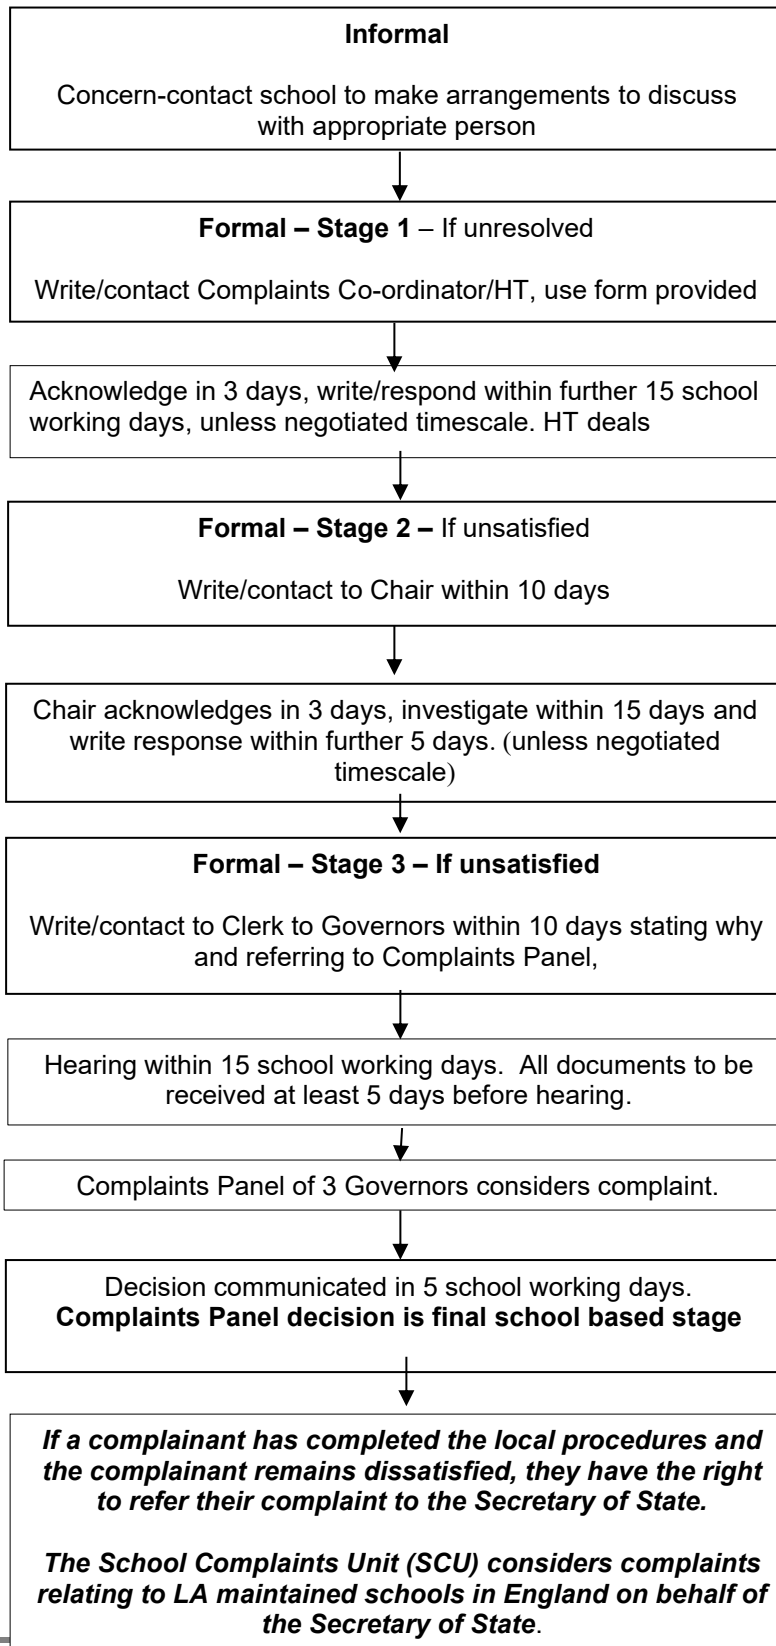 Informal
Concern-contact school to make arrangements to discuss
with appropriate person
Formal – Stage 1 – If unresolved
Write/contact Complaints Co-ordinator/HT, use form provided
Acknowledge in 3 days, write/respond within further 15 school
working days, unless negotiated timescale. HT deals
Formal – Stage 2 – If unsatisfied
Write/contact to Chair within 10 days
Chair acknowledges in 3 days, investigate within 15 days and
write response within further 5 days. (unless negotiated
timescale)
Formal – Stage 3 – If unsatisfied
Write/contact to Clerk to Governors within 10 days stating why
and referring to Complaints Panel,
Hearing within 15 school working days.  All documents to be
received at least 5 days before hearing.
Complaints Panel of 3 Governors considers complaint.
Decision communicated in 5 school working days.
Complaints Panel decision is final school based stage
If a complainant has completed the local procedures and
the complainant remains dissatisfied, they have the right
to refer their complaint to the Secretary of State.
The School Complaints Unit (SCU) considers complaints
relating to LA maintained schools in England on behalf of
the Secretary of State.